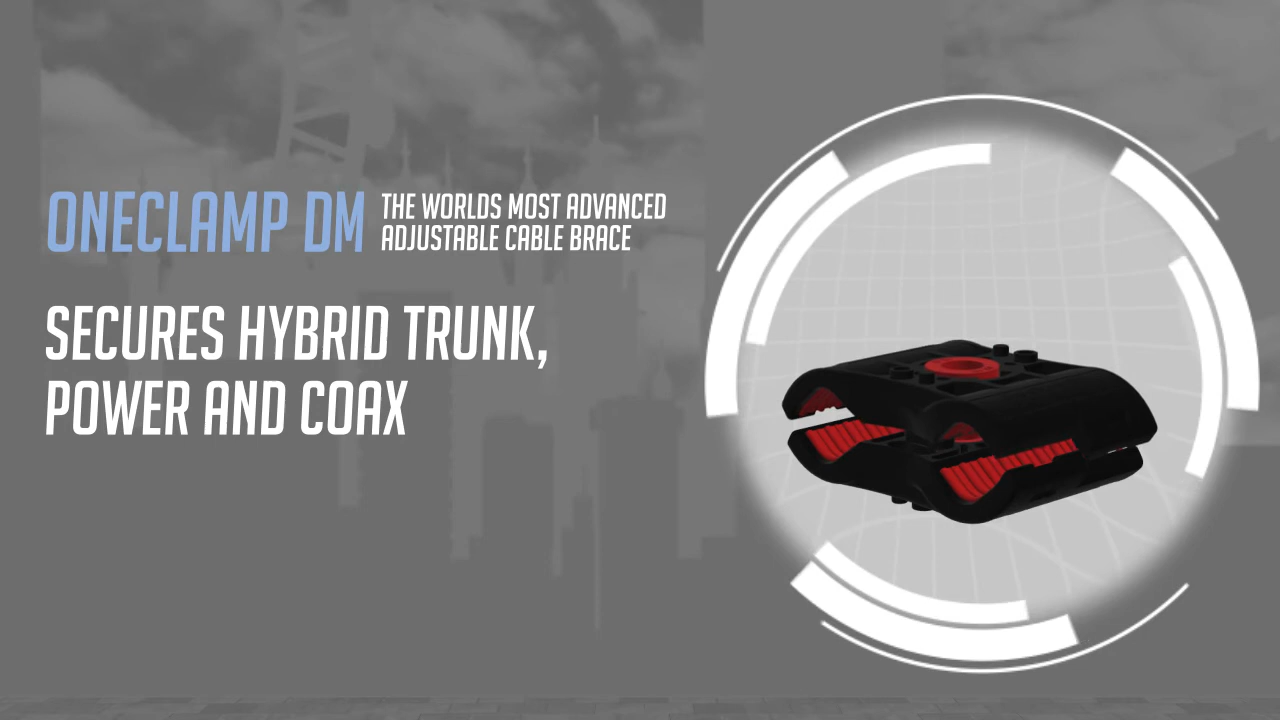 ONECLAMP DM
THE WORLDS MOST ADVANCED
ADJUSTABLE CABLE BRACE
SECURES HYBRID TRUNK,
POWER AND COAX